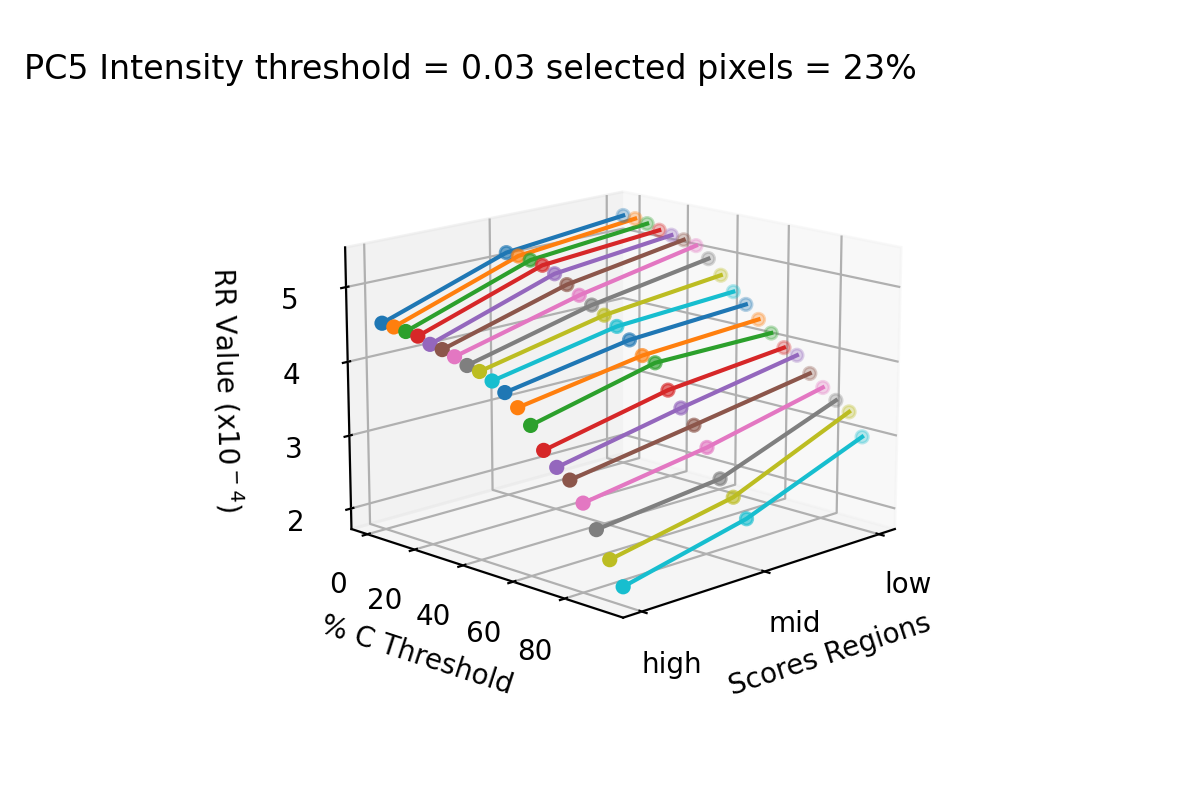 PC5 Intensity threshold = 0.03 selected pixels = 23%
RR Value (x10⁻⁴)
5
4
3
2
0
20
40
60
80
% C Threshold
high
mid
low
Scores Regions